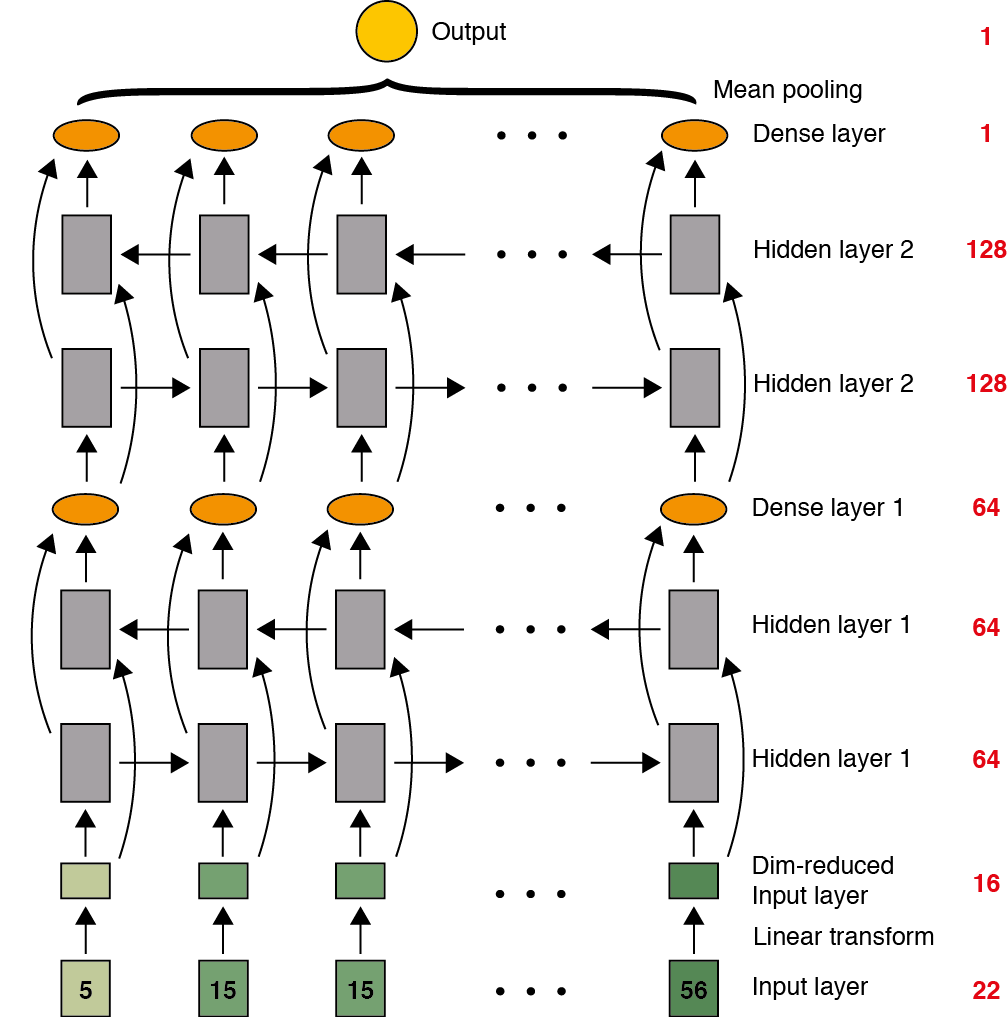 Output 1
Mean pooling
Dense layer 1
Hidden layer 2 128
Hidden layer 2 128
Dense layer 1 64
Hidden layer 1 64
Hidden layer 1 64
Dim-reduced
Input layer 16
Linear transform
5 15 15 56 Input layer 22